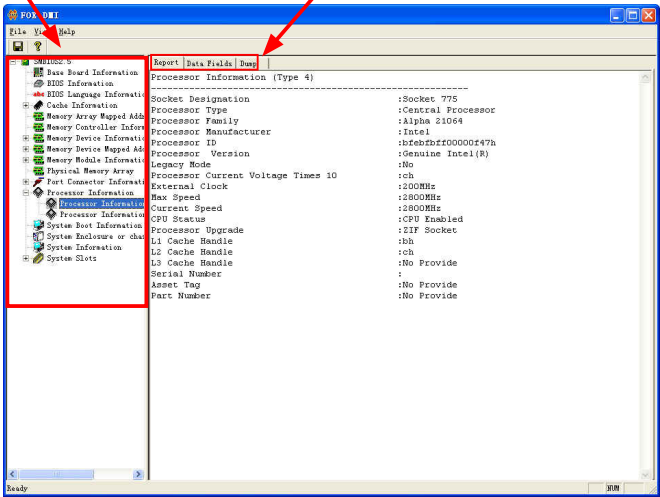 FOX DMI
File View Help
Report Data Fields Dump
SMBIOS2.5
Base Board Information
BIOS Information
BIOS Language Informatic
Cache Information
Memory Array Mapped Addr
Memory Controller Inform
Memory Device Informatic
Memory Device Mapped Add
Memory Module Informatic
Physical Memory Array
Port Connector Informati
Processor Information
Processor Information
Processor Information
System Boot Information
System Enclosure or chas
System Information
System Slots
Processor Information (Type 4)
Socket Designation :Socket 775
Processor Type :Central Processor
Processor Family :Alpha 21064
Processor Manufacturer :Intel
Processor ID :bfebfbff00000f47h
Processor Version :Genuine Intel(R)
Legacy Mode :No
Processor Current Voltage Times 10 :ch
External Clock :200MHz
Max Speed :2800MHz
Current Speed :2800MHz
CPU Status :CPU Enabled
Processor Upgrade :ZIF Socket
L1 Cache Handle :bh
L2 Cache Handle :ch
L3 Cache Handle :No Provide
Serial Number :
Asset Tag :No Provide
Part Number :No Provide
Ready NUM